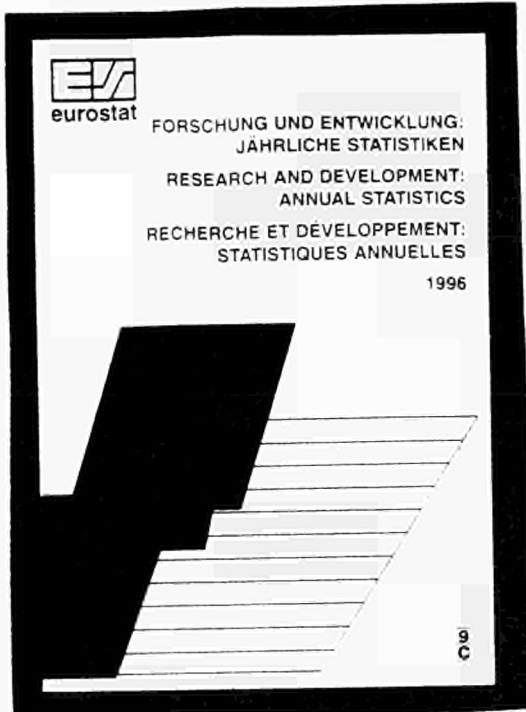 eurostat
FORSCHUNG UND ENTWICKLUNG:
JÄHRLICHE STATISTIKEN
RESEARCH AND DEVELOPMENT:
ANNUAL STATISTICS
RECHERCHE ET DÉVELOPPEMENT:
STATISTIQUES ANNUELLES
1996
9
C